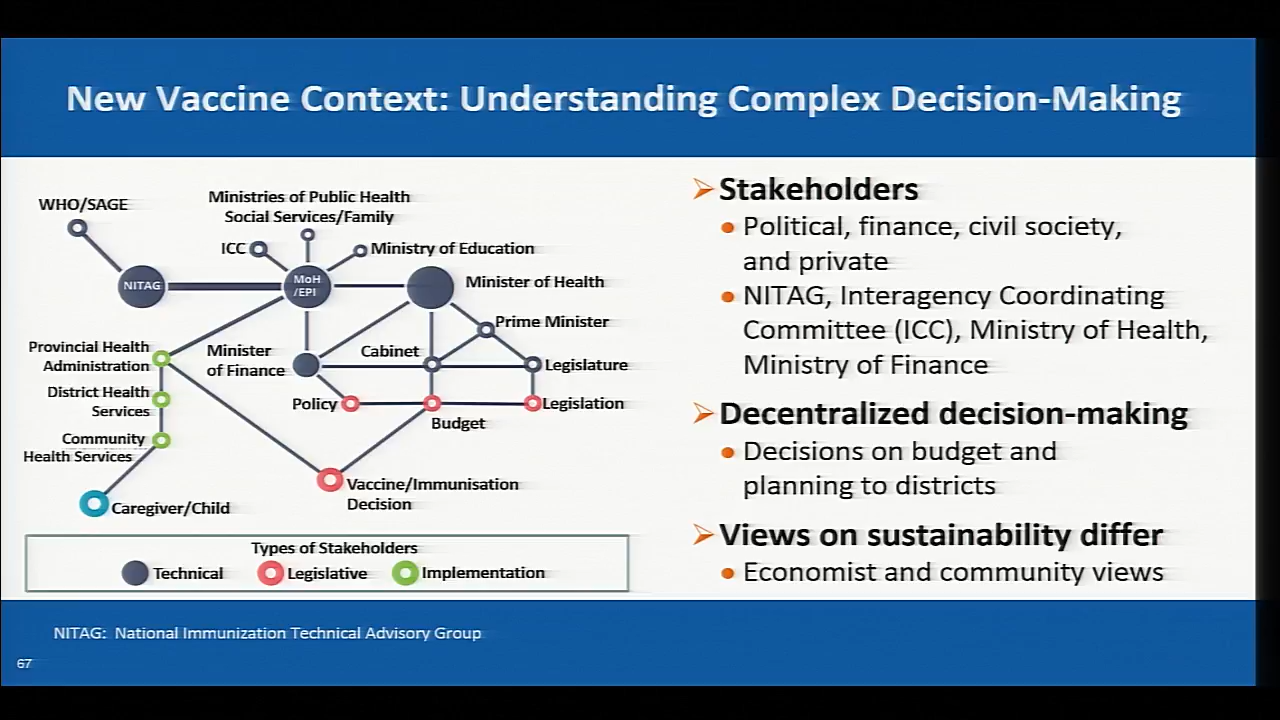 New Vaccine Context: Understanding Complex Decision-Making
WHO/SAGE
Ministries of Public Health
Social Services/Family
ICC
Ministry of Education
NITAG
MoH
/EPI
Minister of Health
Prime Minister
Provincial Health
Administration
Minister
of Finance
Cabinet
Legislature
District Health
Services
Policy
Legislation
Budget
Community
Health Services
Vaccine/Immunisation
Decision
Caregiver/Child
Types of Stakeholders
Technical
Legislative
Implementation
➢Stakeholders
• Political, finance, civil society,
and private
• NITAG, Interagency Coordinating
Committee (ICC), Ministry of Health,
Ministry of Finance
➢Decentralized decision-making
• Decisions on budget and
planning to districts
➢Views on sustainability differ
• Economist and community views
NITAG: National Immunization Technical Advisory Group
67